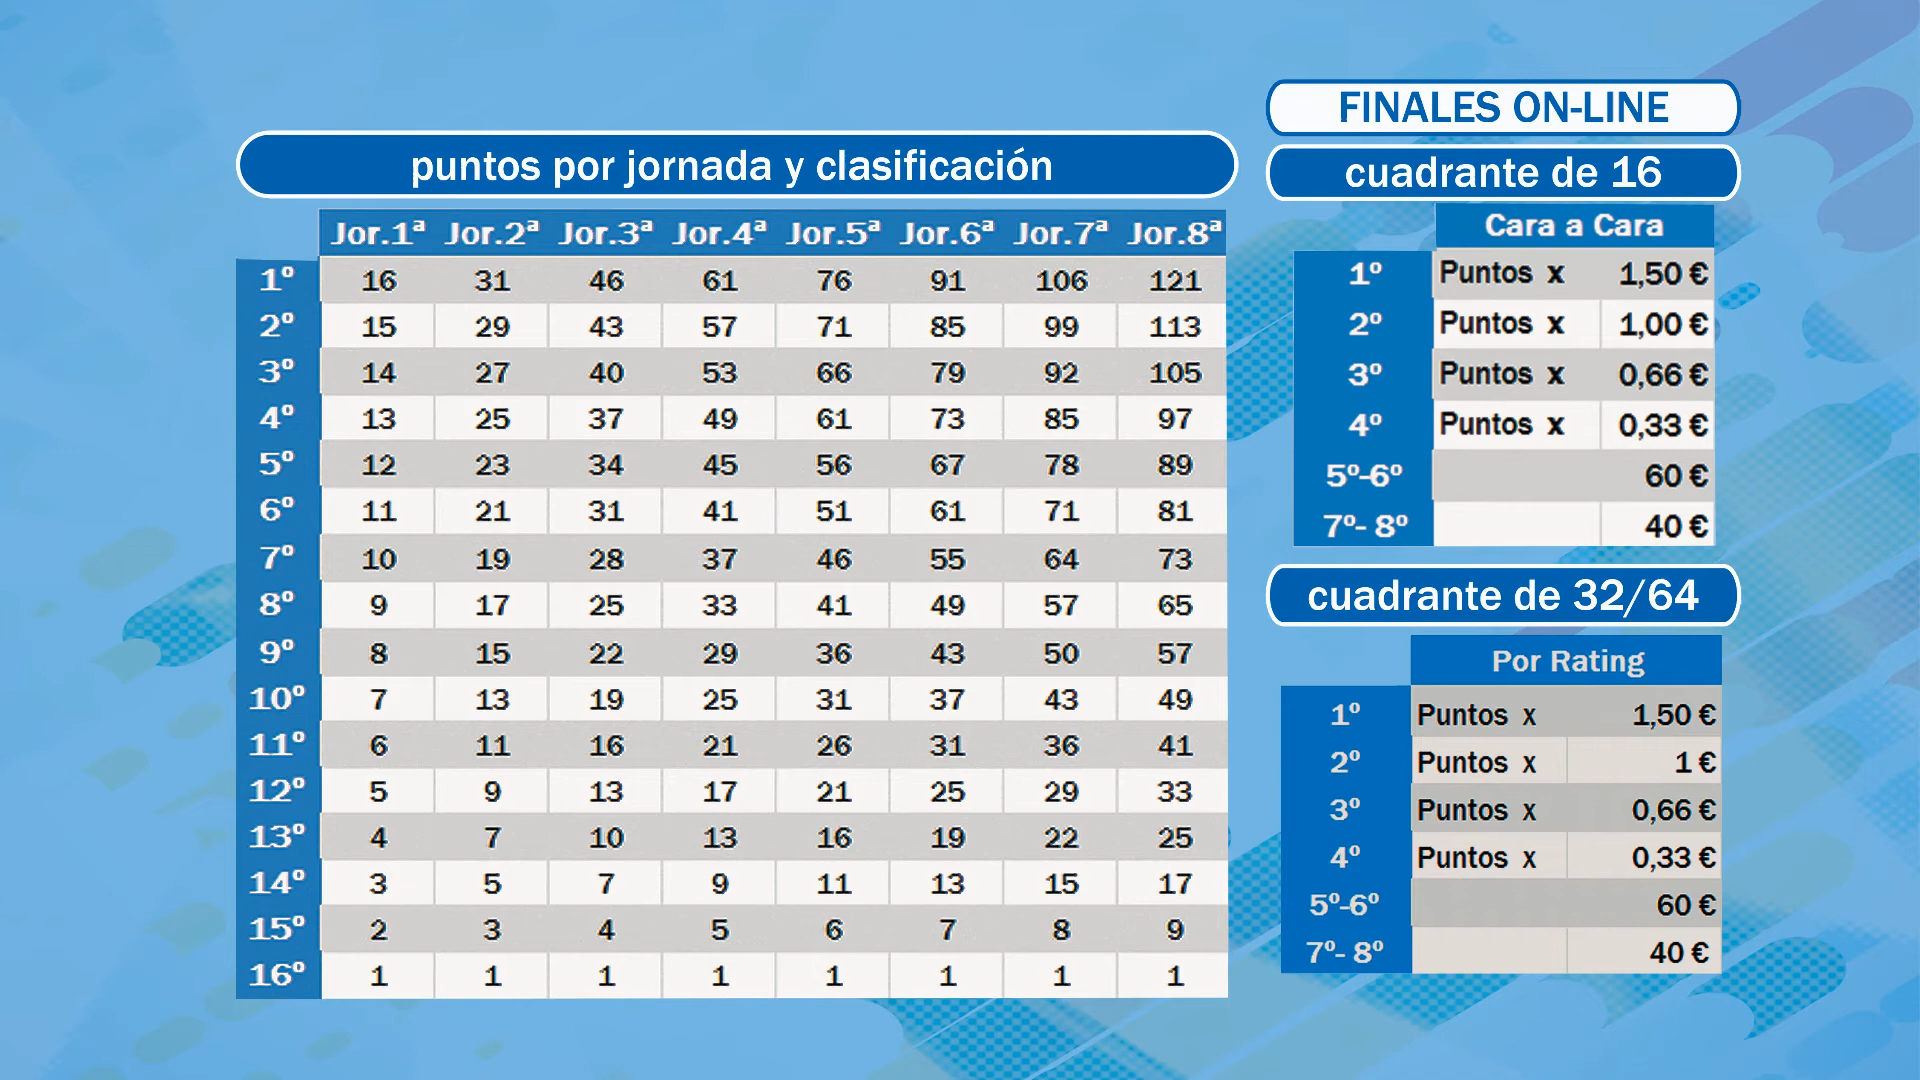 puntos por jornada y clasificación
Jor.1ª Jor.2ª Jor.3ª Jor.4ª Jor.5ª Jor.6ª Jor.7ª Jor.8ª
1º 16 31 46 61 76 91 106 121
2º 15 29 43 57 71 85 99 113
3º 14 27 40 53 66 79 92 105
4º 13 25 37 49 61 73 85 97
5º 12 23 34 45 56 67 78 89
6º 11 21 31 41 51 61 71 81
7º 10 19 28 37 46 55 64 73
8º 9 17 25 33 41 49 57 65
9º 8 15 22 29 36 43 50 57
10º 7 13 19 25 31 37 43 49
11º 6 11 16 21 26 31 36 41
12º 5 9 13 17 21 25 29 33
13º 4 7 10 13 16 19 22 25
14º 3 5 7 9 11 13 15 17
15º 2 3 4 5 6 7 8 9
16º 1 1 1 1 1 1 1 1
FINALES ON-LINE
cuadrante de 16
Cara a Cara
1º Puntos x 1,50 €
2º Puntos x 1,00 €
3º Puntos x 0,66 €
4º Puntos x 0,33 €
5º-6º 60 €
7º- 8º 40 €
cuadrante de 32/64
Por Rating
1º Puntos x 1,50 €
2º Puntos x 1 €
3º Puntos x 0,66 €
4º Puntos x 0,33 €
5º-6º 60 €
7º- 8º 40 €